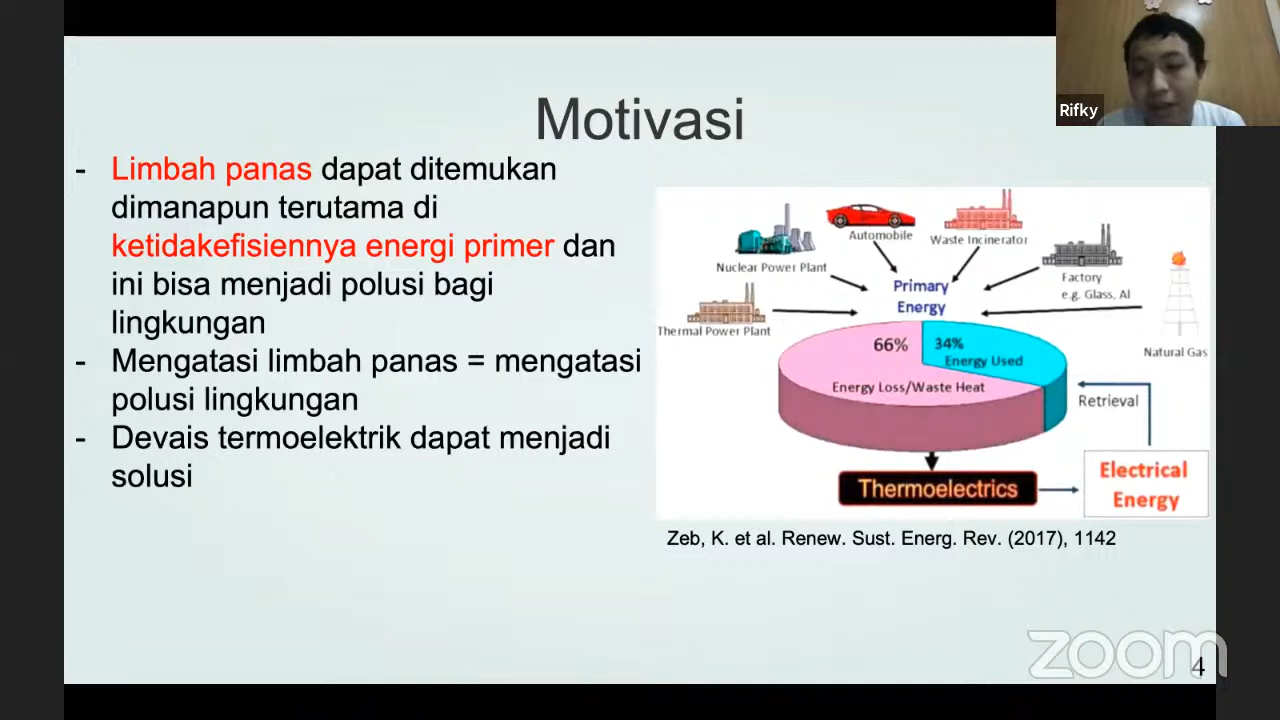 Motivasi
Rifky
- Limbah panas dapat ditemukan
dimanapun terutama di
ketidakefisiennya energi primer dan
ini bisa menjadi polusi bagi
lingkungan
- Mengatasi limbah panas = mengatasi
polusi lingkungan
- Devais termoelektrik dapat menjadi
solusi
Automobile
Waste Incinerator
Nuclear Power Plant
Factory
e.g. Glass, Al
Primary
Energy
Thermal Power Plant
Natural Gas
66%
34%
Energy Used
Energy Loss/Waste Heat
Retrieval
Thermoelectrics
Electrical
Energy
Zeb, K. et al. Renew. Sust. Energ. Rev. (2017), 1142
zoom
4